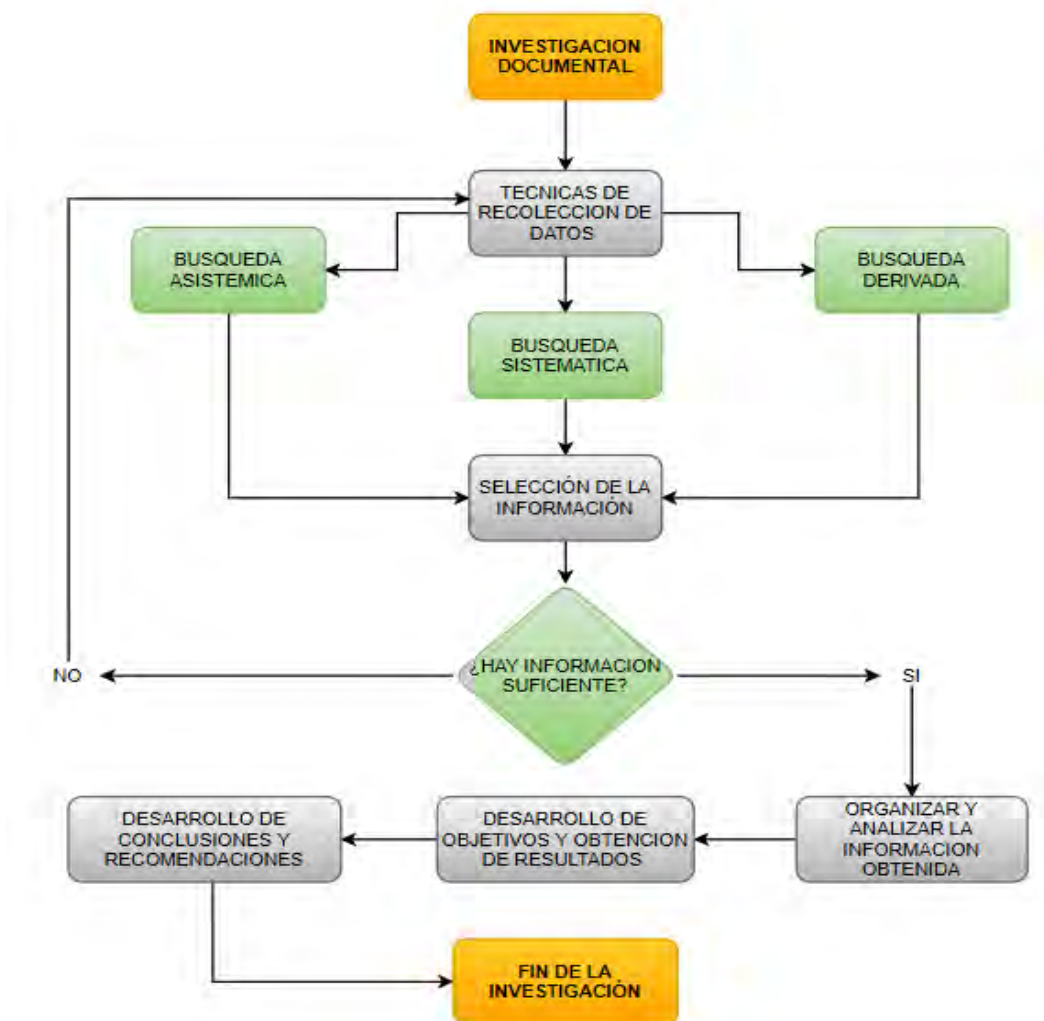 INVESTIGACION
DOCUMENTAL
TECNICAS DE
RECOLECCION DE
DATOS
BUSQUEDA
ASISTEMICA
BUSQUEDA
DERIVADA
BUSQUEDA
SISTEMATICA
SELECCIÓN DE LA
INFORMACIÓN
¿HAY INFORMACION
SUFICIENTE?
NO
SI
DESARROLLO DE
CONCLUSIONES Y
RECOMENDACIONES
DESARROLLO DE
OBJETIVOS Y OBTENCION
DE RESULTADOS
ORGANIZAR Y
ANALIZAR LA
INFORMACION
OBTENIDA
FIN DE LA
INVESTIGACIÓN